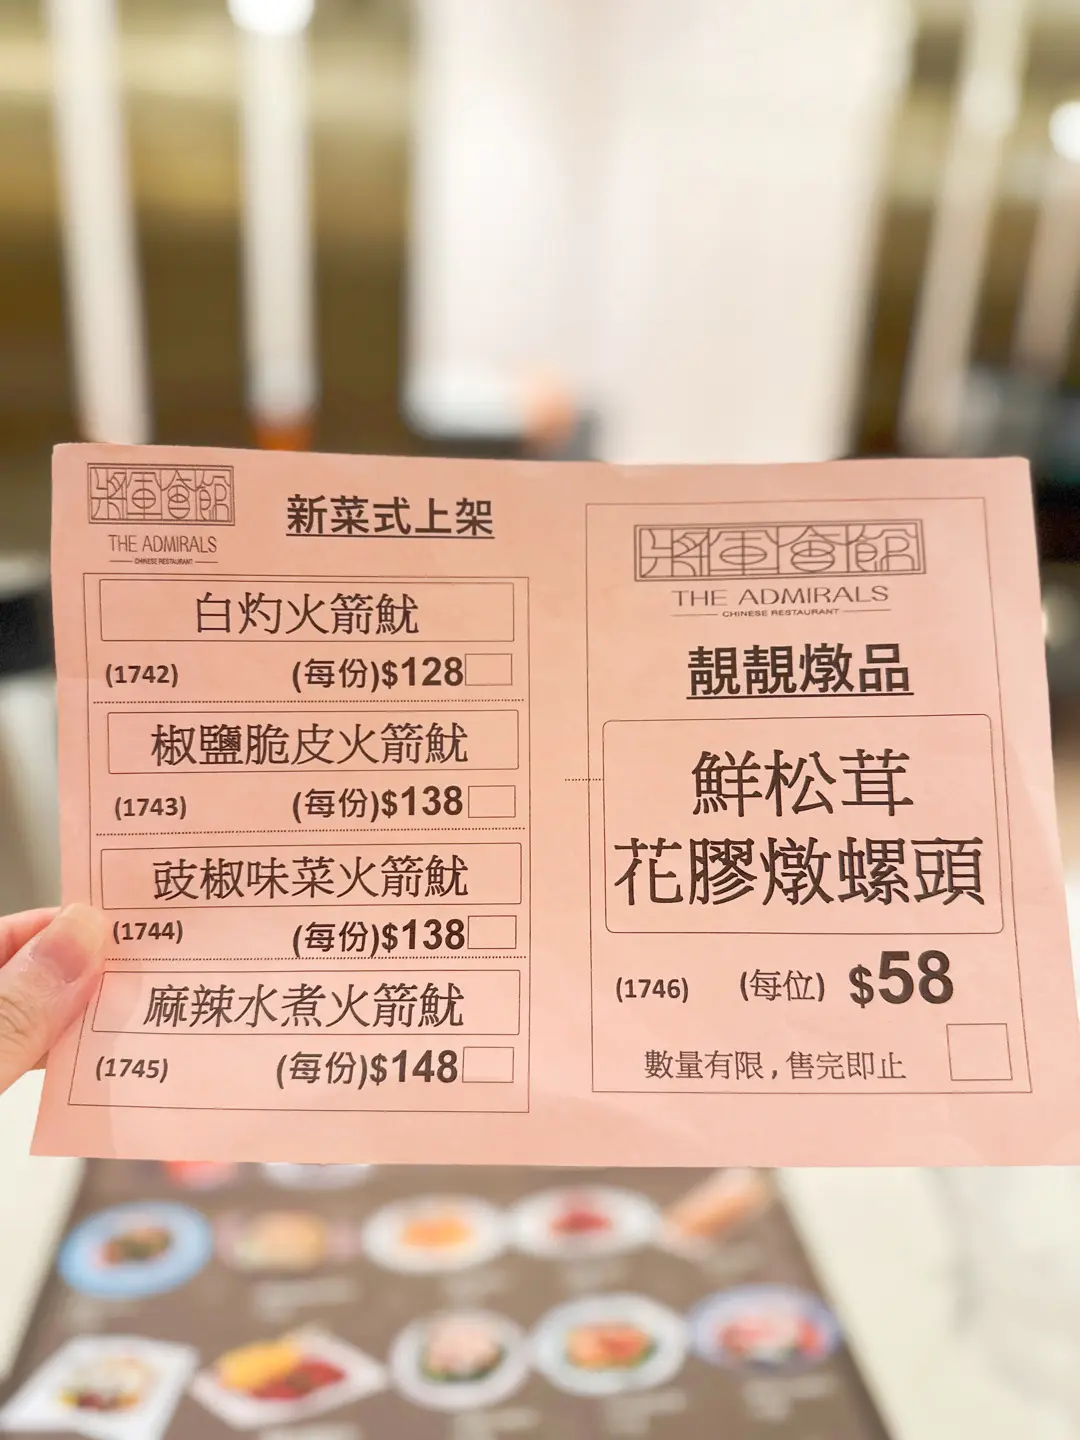 將軍會館
THE ADMIRALS
CHINESE RESTAURANT
新菜式上架
白灼火箭魷
(1742) (每份)$128
椒鹽脆皮火箭魷
(1743) (每份)$138
豉椒味菜火箭魷
(1744) (每份)$138
麻辣水煮火箭魷
(1745) (每份)$148
將軍會館
THE ADMIRALS
CHINESE RESTAURANT
靚靚燉品
鮮松茸
花膠燉螺頭
(1746) (每位) $58
數量有限,售完即止